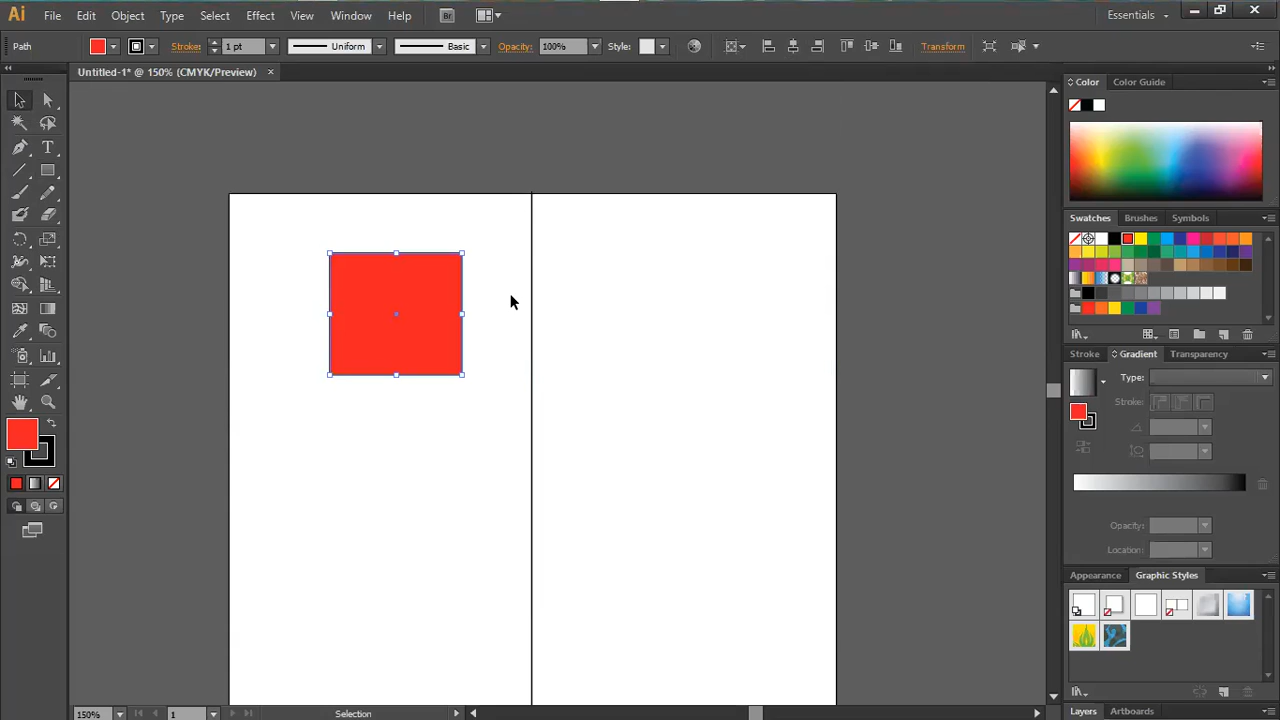 Ai File Edit Object Type Select Effect View Window Help Br Essentials
Path Stroke: 1 pt Uniform Basic Opacity: 100% Style: Transform
Untitled-1* @ 150% (CMYK/Preview) ×
Color Color Guide
Swatches Brushes Symbols
Stroke Gradient Transparency
Type:
Stroke:
Opacity:
Location:
Appearance Graphic Styles
Layers Artboards
150% 1 Selection